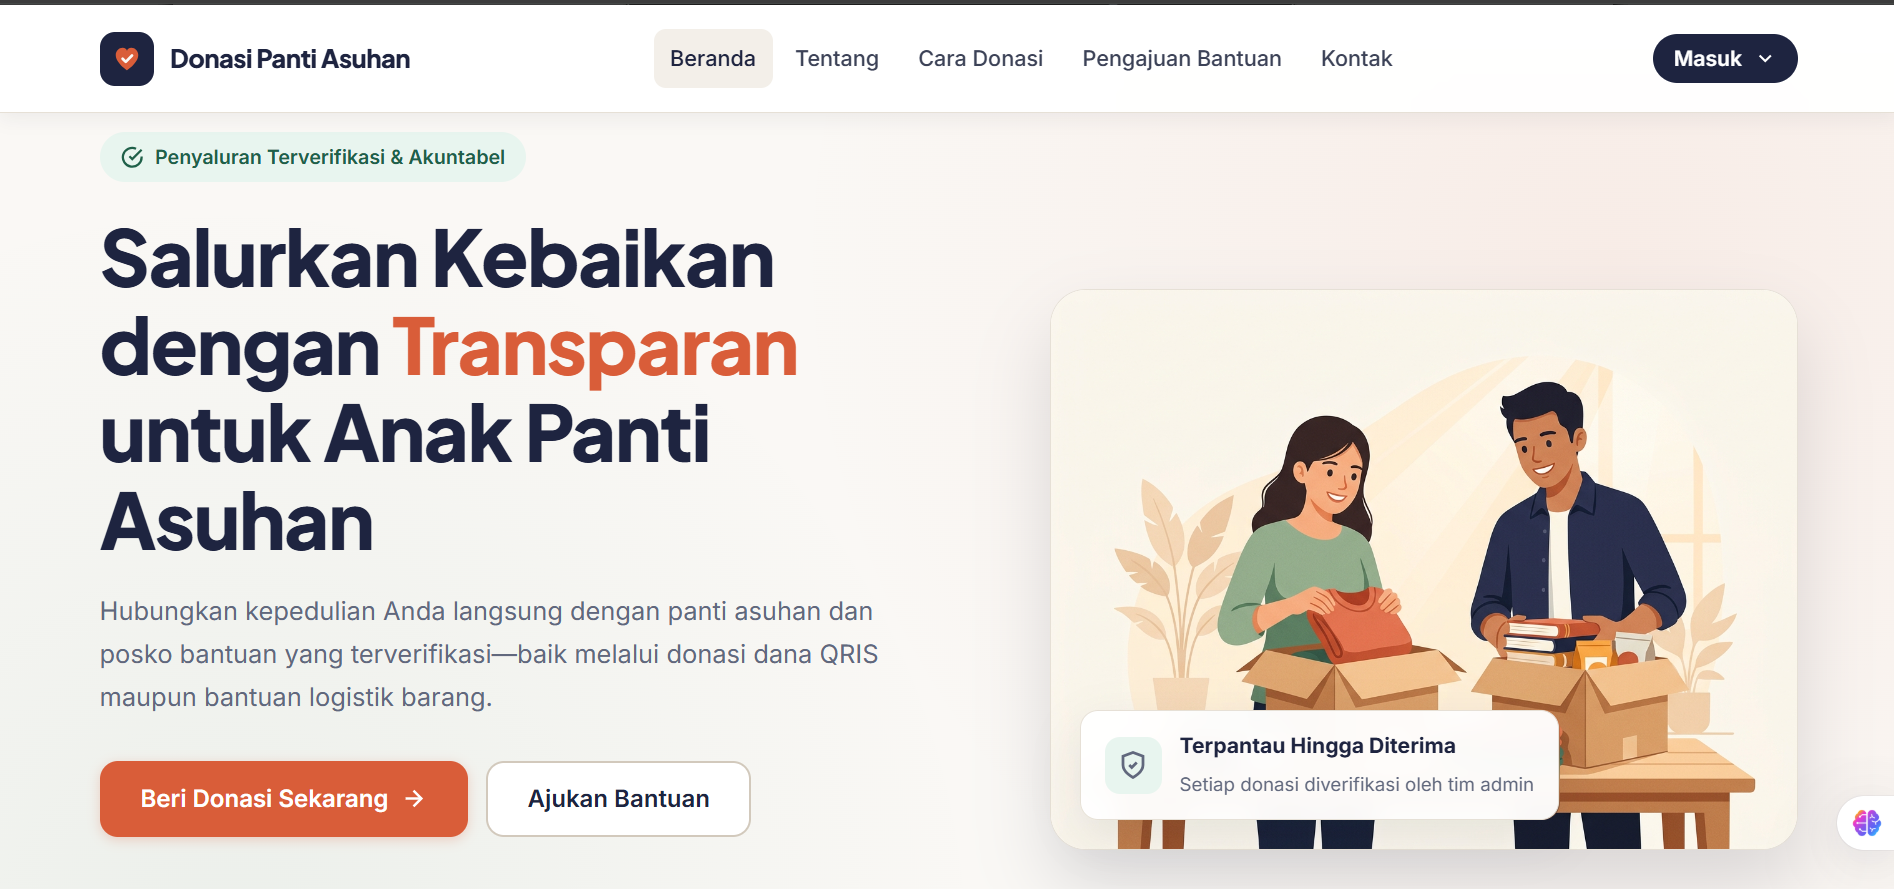 Donasi Panti Asuhan
Beranda
Tentang
Cara Donasi
Pengajuan Bantuan
Kontak
Masuk
Penyaluran Terverifikasi & Akuntabel
Salurkan Kebaikan
dengan Transparan
untuk Anak Panti
Asuhan
Hubungkan kepedulian Anda langsung dengan panti asuhan dan
posko bantuan yang terverifikasi—baik melalui donasi dana QRIS
maupun bantuan logistik barang.
Beri Donasi Sekarang →
Ajukan Bantuan
Terpantau Hingga Diterima
Setiap donasi diverifikasi oleh tim admin